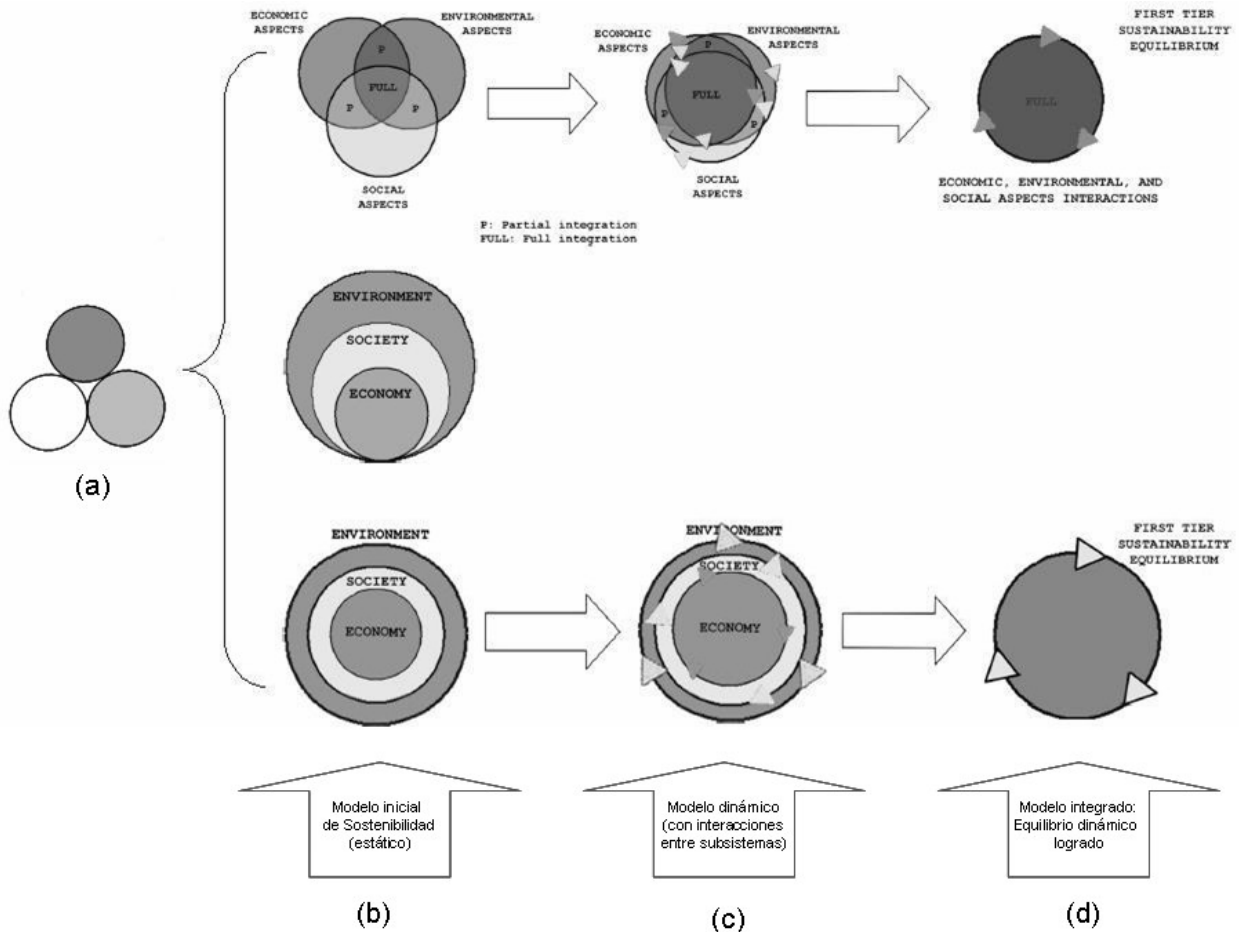 ECONOMIC
ASPECTS
ENVIRONMENTAL
ASPECTS
P
FULL
P
P
SOCIAL
ASPECTS
ECONOMIC
ASPECTS
ENVIRONMENTAL
ASPECTS
P
FULL
P
P
SOCIAL
ASPECTS
P: Partial integration
FULL: Full integration
FIRST TIER
SUSTAINABILITY
EQUILIBRIUM
FULL
ECONOMIC, ENVIRONMENTAL, AND
SOCIAL ASPECTS INTERACTIONS
ENVIRONMENT
SOCIETY
ECONOMY
(a)
ENVIRONMENT
SOCIETY
ECONOMY
ENVIRONMENT
SOCIETY
ECONOMY
FIRST TIER
SUSTAINABILITY
EQUILIBRIUM
Modelo inicial
de Sostenibilidad
(estático)
Modelo dinámico
(con interacciones
entre subsistemas)
Modelo integrado:
Equilibrio dinámico
logrado
(b)
(c)
(d)